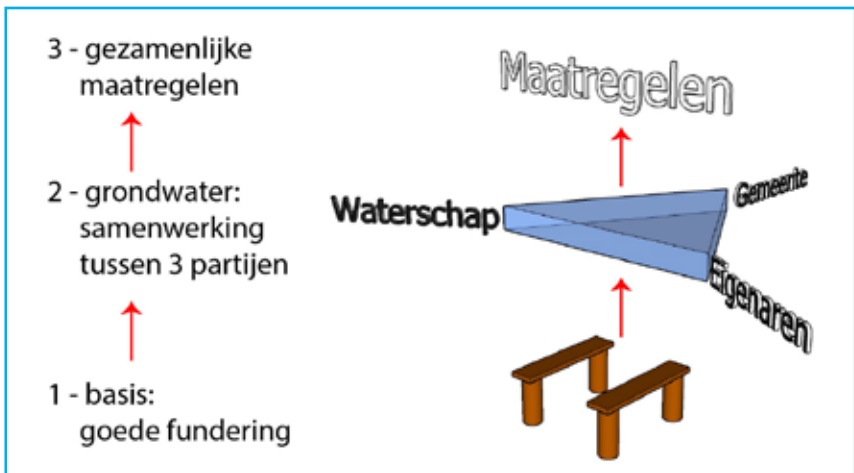 3 - gezamenlijke
maatregelen
2 - grondwater:
samenwerking
tussen 3 partijen
1 - basis:
goede fundering
Maatregelen
Waterschap
Gemeente
Eigenaren